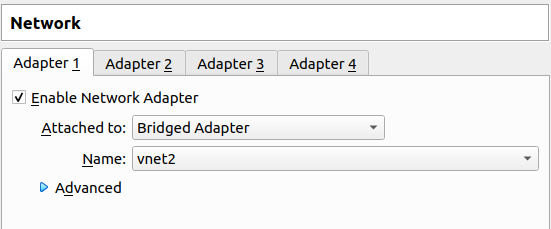 Network
Adapter 1 Adapter 2 Adapter 3 Adapter 4
Enable Network Adapter
Attached to: Bridged Adapter
Name: vnet2
Advanced